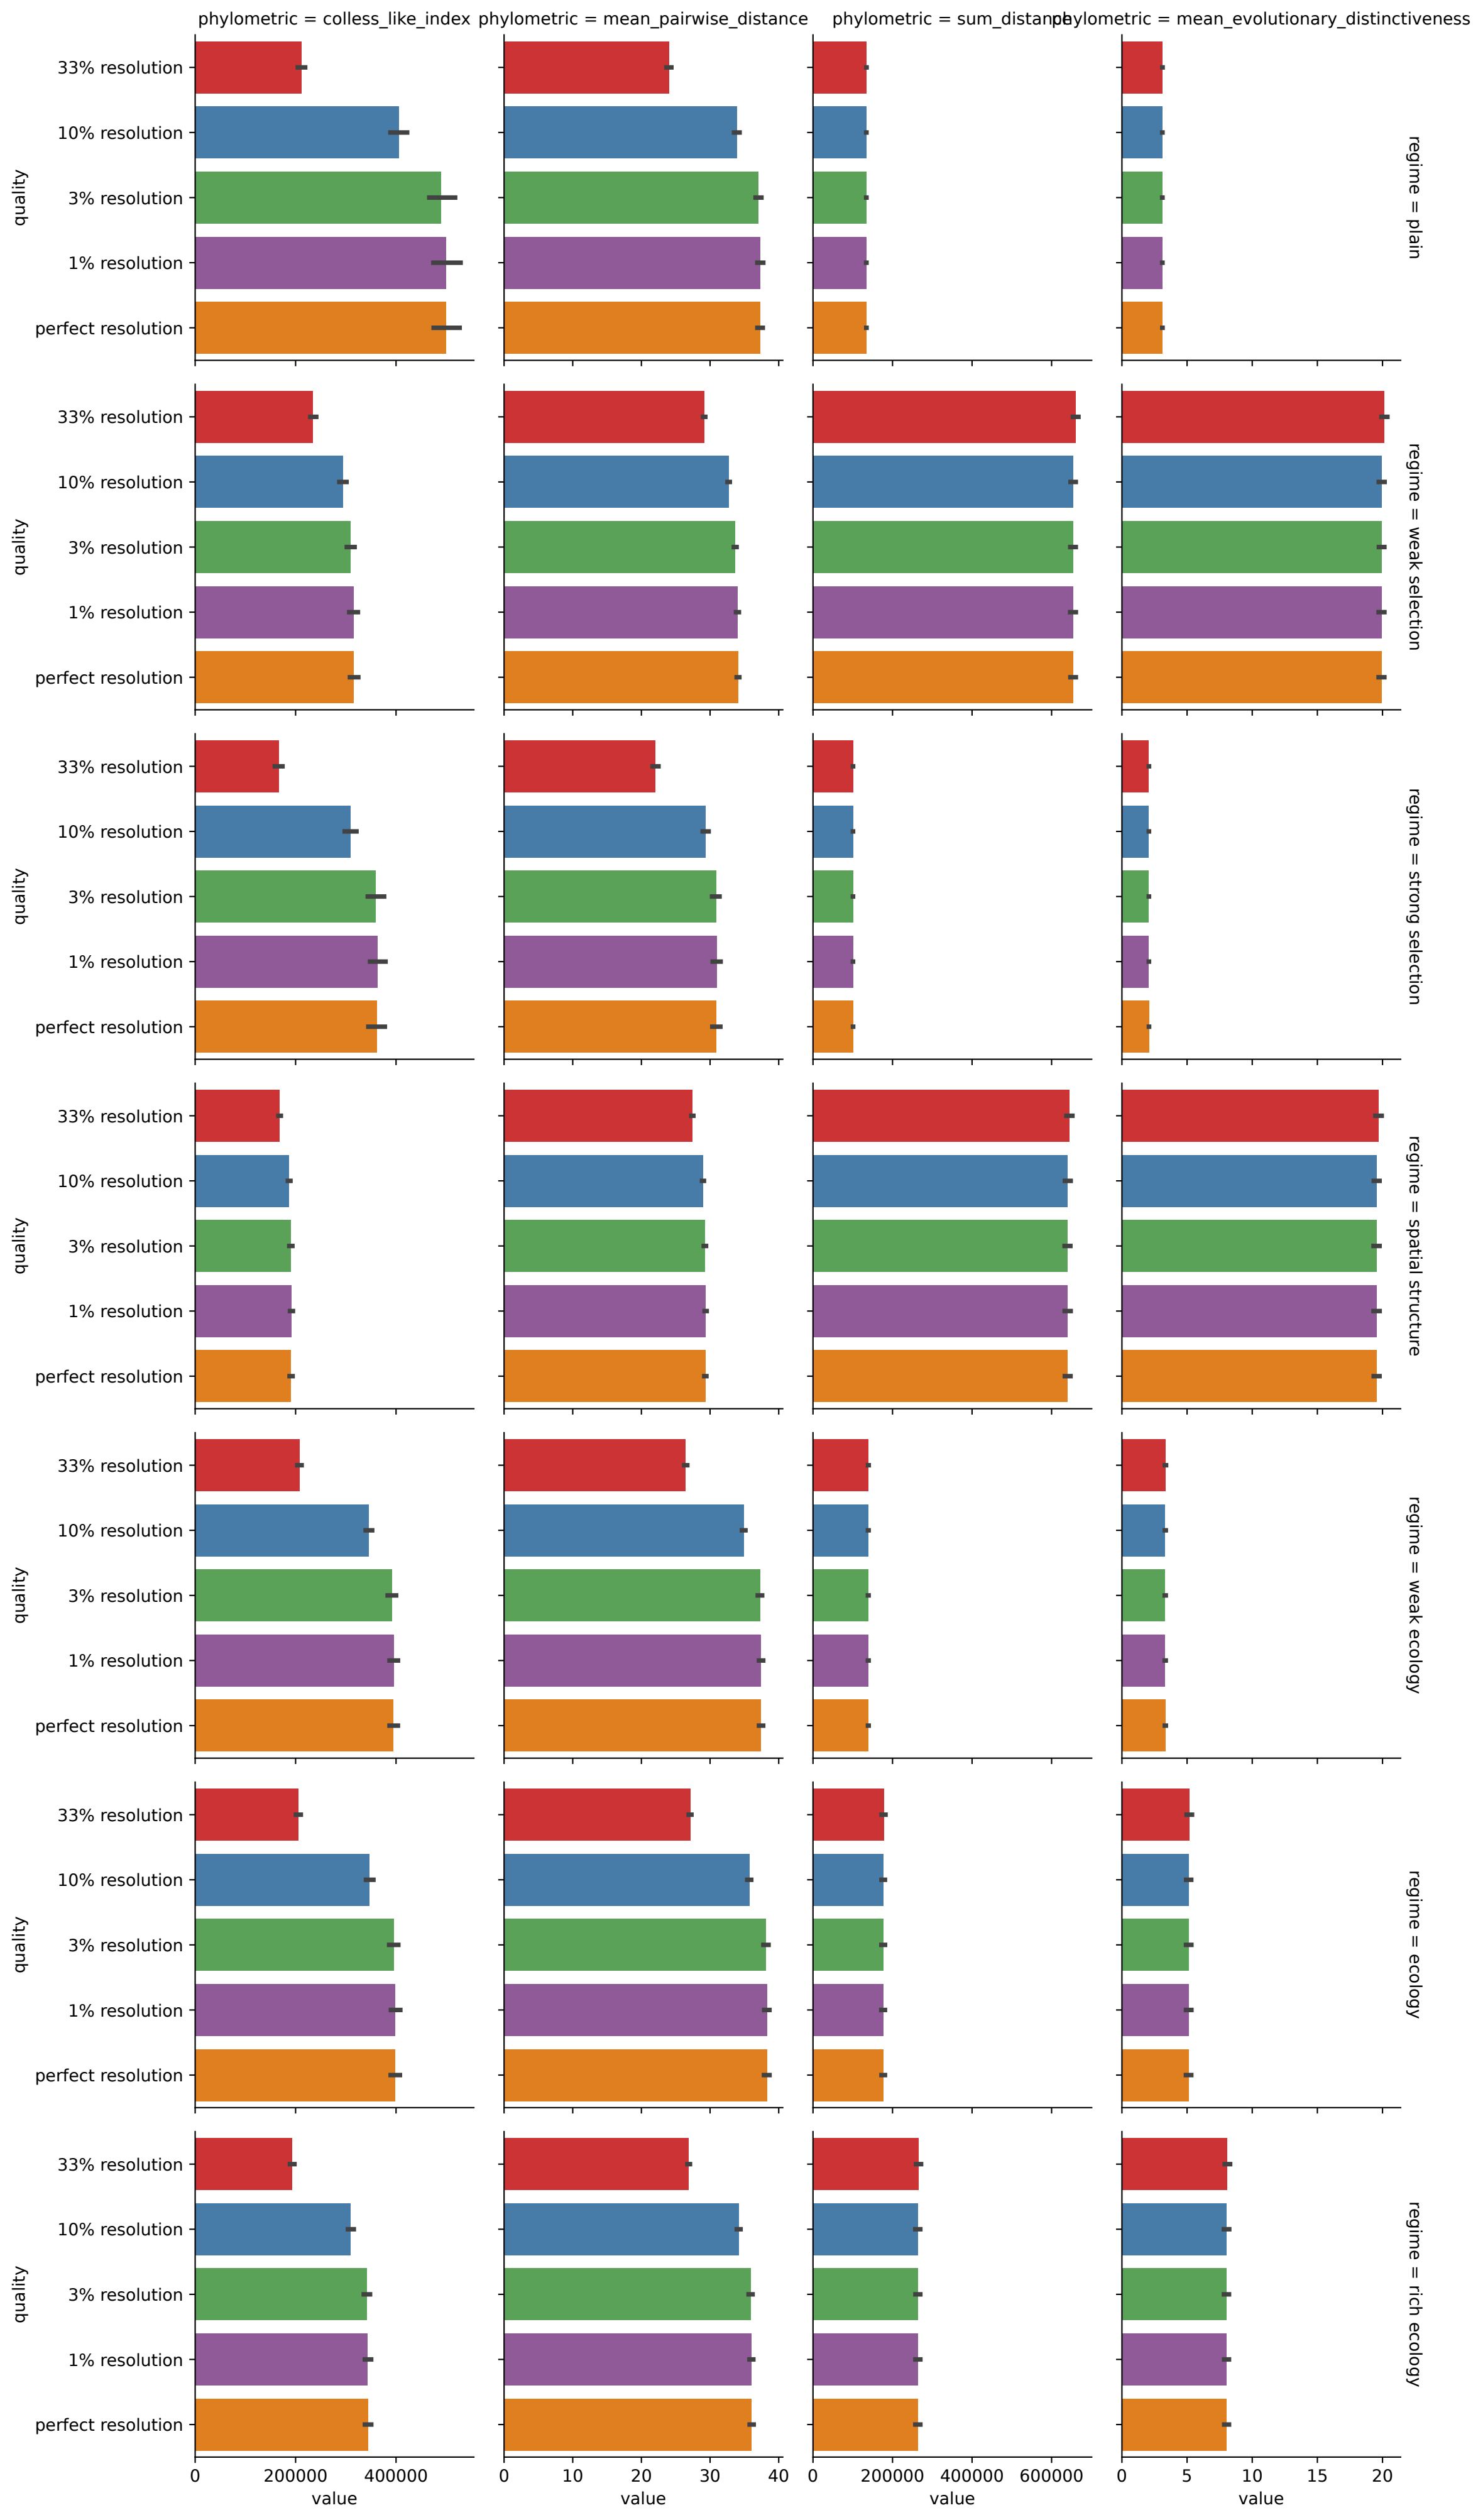 phylometric = colless_like_index
phylometric = mean_pairwise_distance
phylometric = sum_distance
phylometric = mean_evolutionary_distinctiveness
33% resolution
10% resolution
3% resolution
1% resolution
perfect resolution
quality
regime = plain
33% resolution
10% resolution
3% resolution
1% resolution
perfect resolution
quality
regime = weak selection
33% resolution
10% resolution
3% resolution
1% resolution
perfect resolution
quality
regime = strong selection
33% resolution
10% resolution
3% resolution
1% resolution
perfect resolution
quality
regime = spatial structure
33% resolution
10% resolution
3% resolution
1% resolution
perfect resolution
quality
regime = weak ecology
33% resolution
10% resolution
3% resolution
1% resolution
perfect resolution
quality
regime = ecology
33% resolution
10% resolution
3% resolution
1% resolution
perfect resolution
quality
regime = rich ecology
0 200000 400000
0 10 20 30 40
0 200000 400000 600000
0 5 10 15 20
value
value
value
value